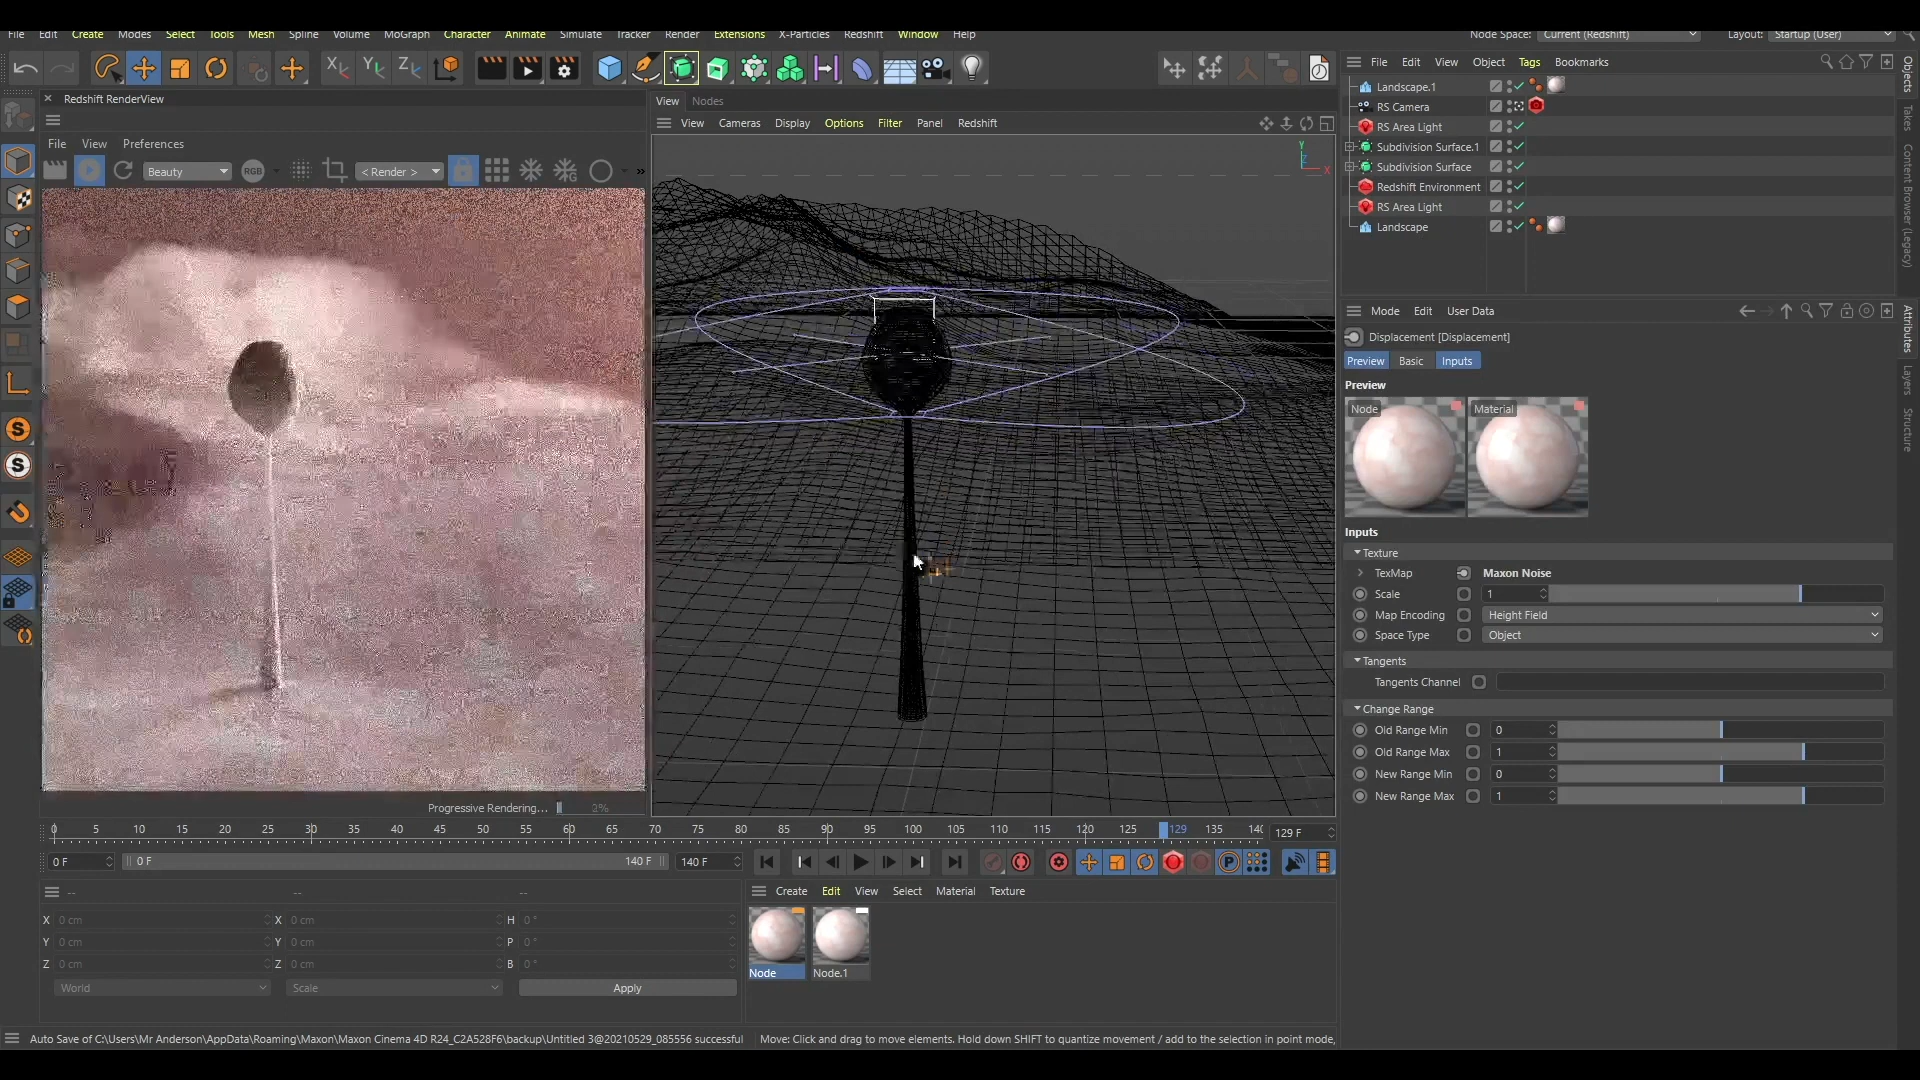 File Edit Create Modes Select Tools Mesh Spline Volume MoGraph Character Animate Simulate Tracker Render Extensions X-Particles Redshift Window Help
Node Space: Current (Redshift) Layout: Startup (User)
Redshift RenderView
File View Preferences
Beauty RGB < Render >
Progressive Rendering... 2%
View Nodes
View Cameras Display Options Filter Panel Redshift
Y
Z
X
File Edit View Object Tags Bookmarks
Landscape.1
RS Camera
RS Area Light
Subdivision Surface.1
Subdivision Surface
Redshift Environment
RS Area Light
Landscape
Objects
Takes
Content Browser (Legacy)
Mode Edit User Data
Displacement [Displacement]
Preview Basic Inputs
Preview
Node Material
Inputs
Texture
TexMap Maxon Noise
Scale 1
Map Encoding Height Field
Space Type Object
Tangents
Tangents Channel
Change Range
Old Range Min 0
Old Range Max 1
New Range Min 0
New Range Max 1
Attributes
Layers
Structure
0 5 10 15 20 25 30 35 40 45 50 55 60 65 70 75 80 85 90 95 100 105 110 115 120 125 129 135 140 129 F
0 F 0 F 140 F 140 F
-- -- --
X 0 cm X 0 cm H 0 °
Y 0 cm Y 0 cm P 0 °
Z 0 cm Z 0 cm B 0 °
World Scale Apply
Create Edit View Select Material Texture
Node Node.1
Auto Save of C:\Users\Mr Anderson\AppData\Roaming\Maxon\Maxon Cinema 4D R24_C2A528F6\backup\Untitled 3@20210529_085556 successful
Move: Click and drag to move elements. Hold down SHIFT to quantize movement / add to the selection in point mode,